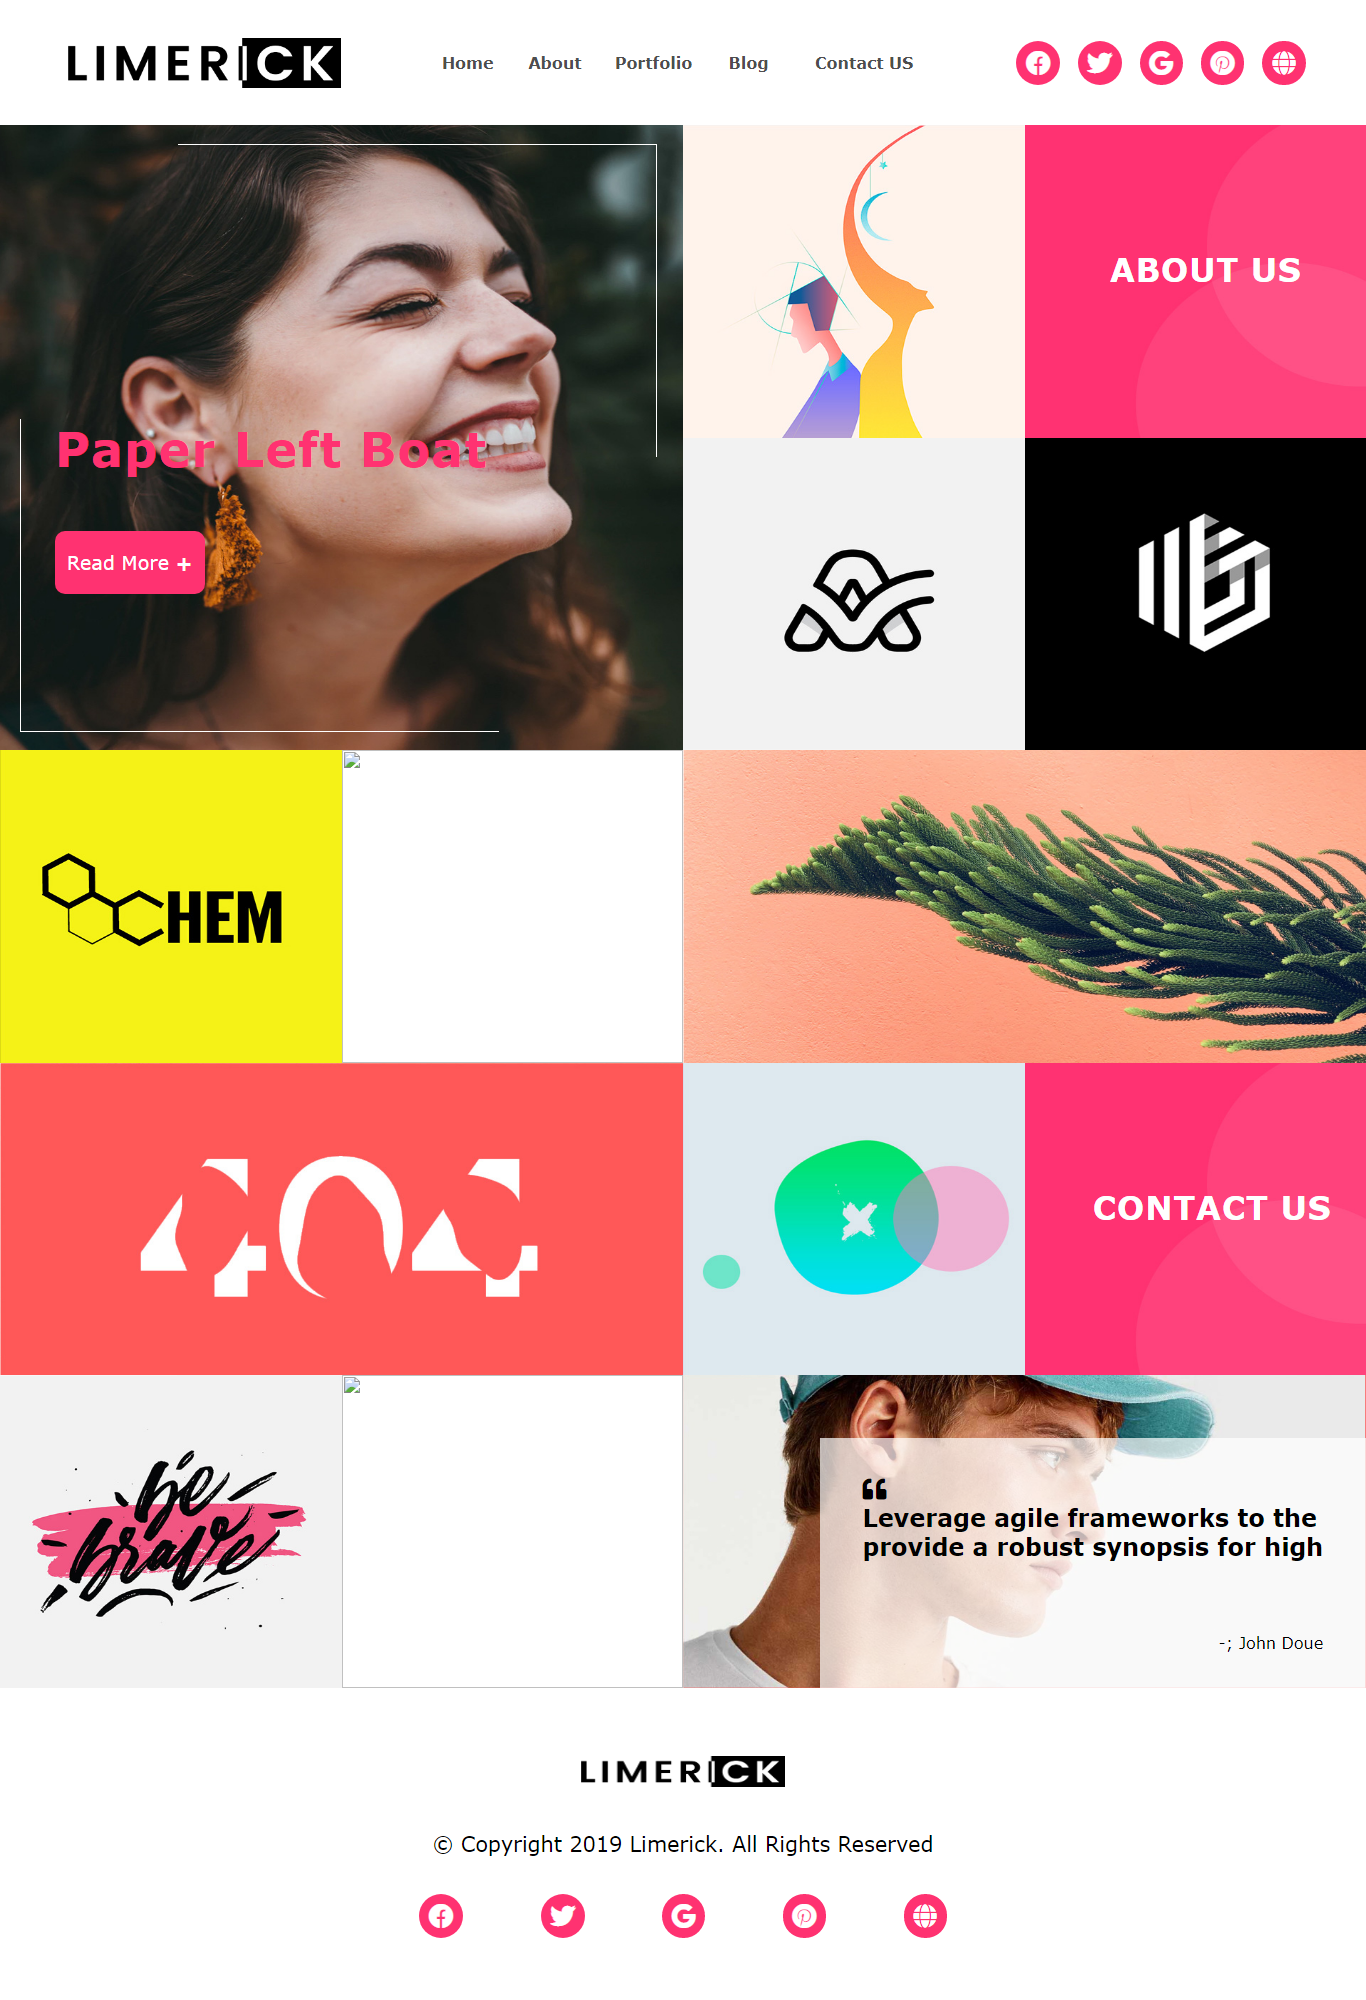 LIMERICK
Home About Portfolio Blog Contact US
ABOUT US
Paper Left Boat
Read More +
HEM
404
CONTACT US
be
brave
❝
Leverage agile frameworks to the
provide a robust synopsis for high
-; John Doue
LIMERICK
© Copyright 2019 Limerick. All Rights Reserved